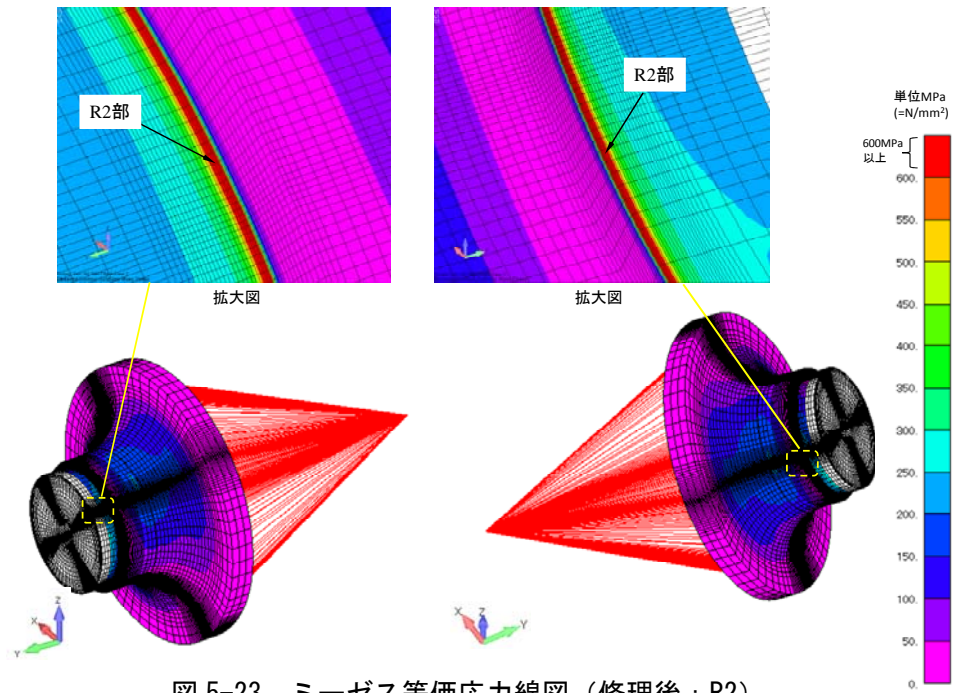 R2部
R2部
単位MPa
(=N/mm²)
600MPa
以上
600.
550.
500.
450.
400.
350.
300.
250.
200.
150.
100.
50.
0.
拡大図
拡大図
Z
X
Y
X
Z
Y
図 5-23 ミーゼス等価応力線図（修理後：R2）